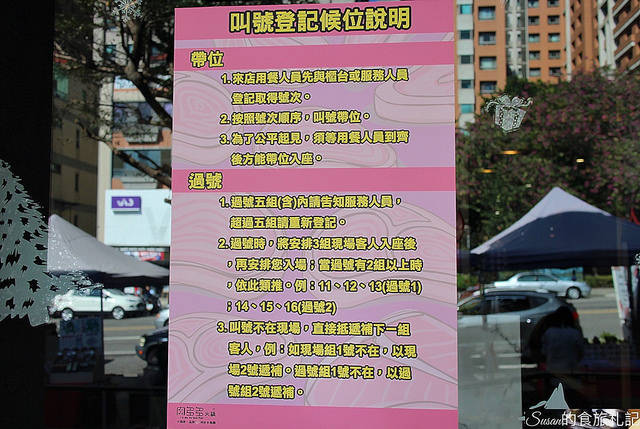 叫號登記候位說明
帶位
1. 來店用餐人員先與櫃台或服務人員
登記取得號次。
2. 按照號次順序,叫號帶位。
3. 為了公平起見,須等用餐人員到齊
後方能帶位入座。
過號
1. 過號五組(含)內請告知服務人員,
超過五組請重新登記。
2. 過號時,將安排3組現場客人入座後
,再安排您入場;當過號有2組以上時
,依此類推。例:11、12、13(過號1)
;14、15、16(過號2)
3. 叫號不在現場,直接抵遞補下一組
客人,例:如現場組1號不在,以現
場2號遞補。過號組1號不在,以過
號組2號遞補。
肉多多火鍋
Susan的食旅札記